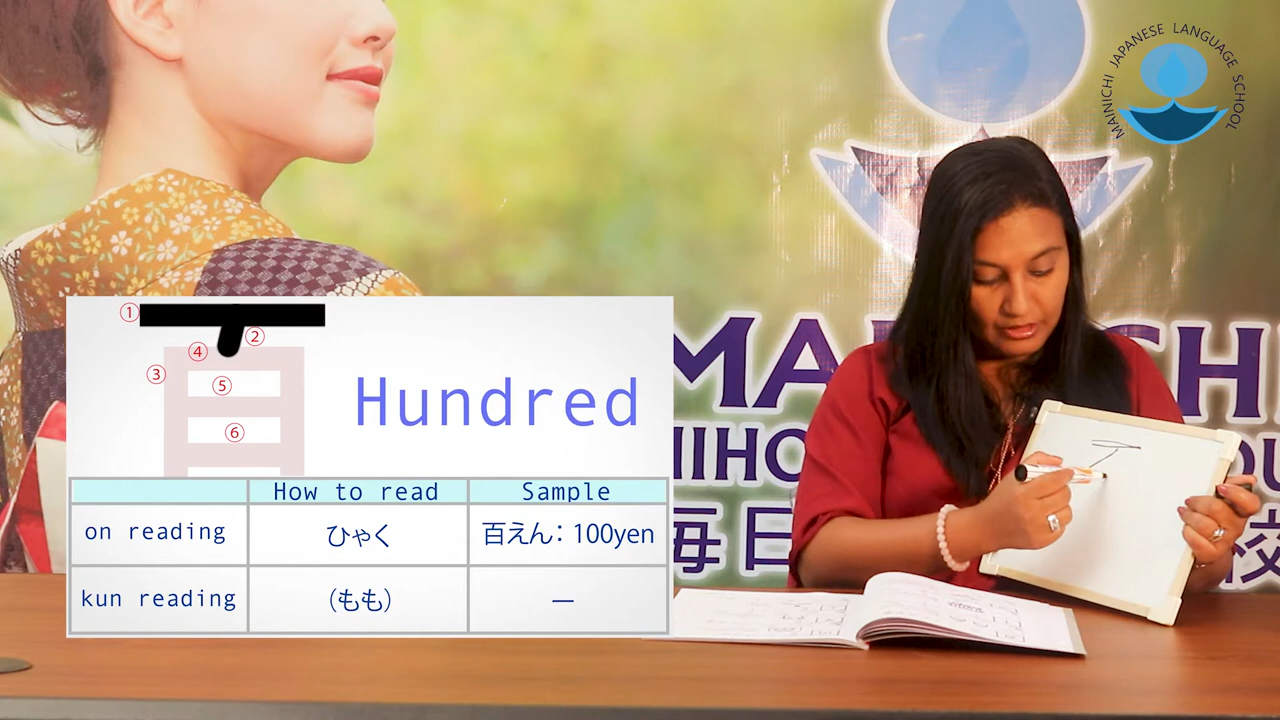 MAINICHI JAPANESE LANGUAGE SCHOOL
①
②
④
③
⑤
⑥
Hundred
How to read Sample
on reading ひゃく 百えん：100yen
kun reading （もも） —
毎日
校